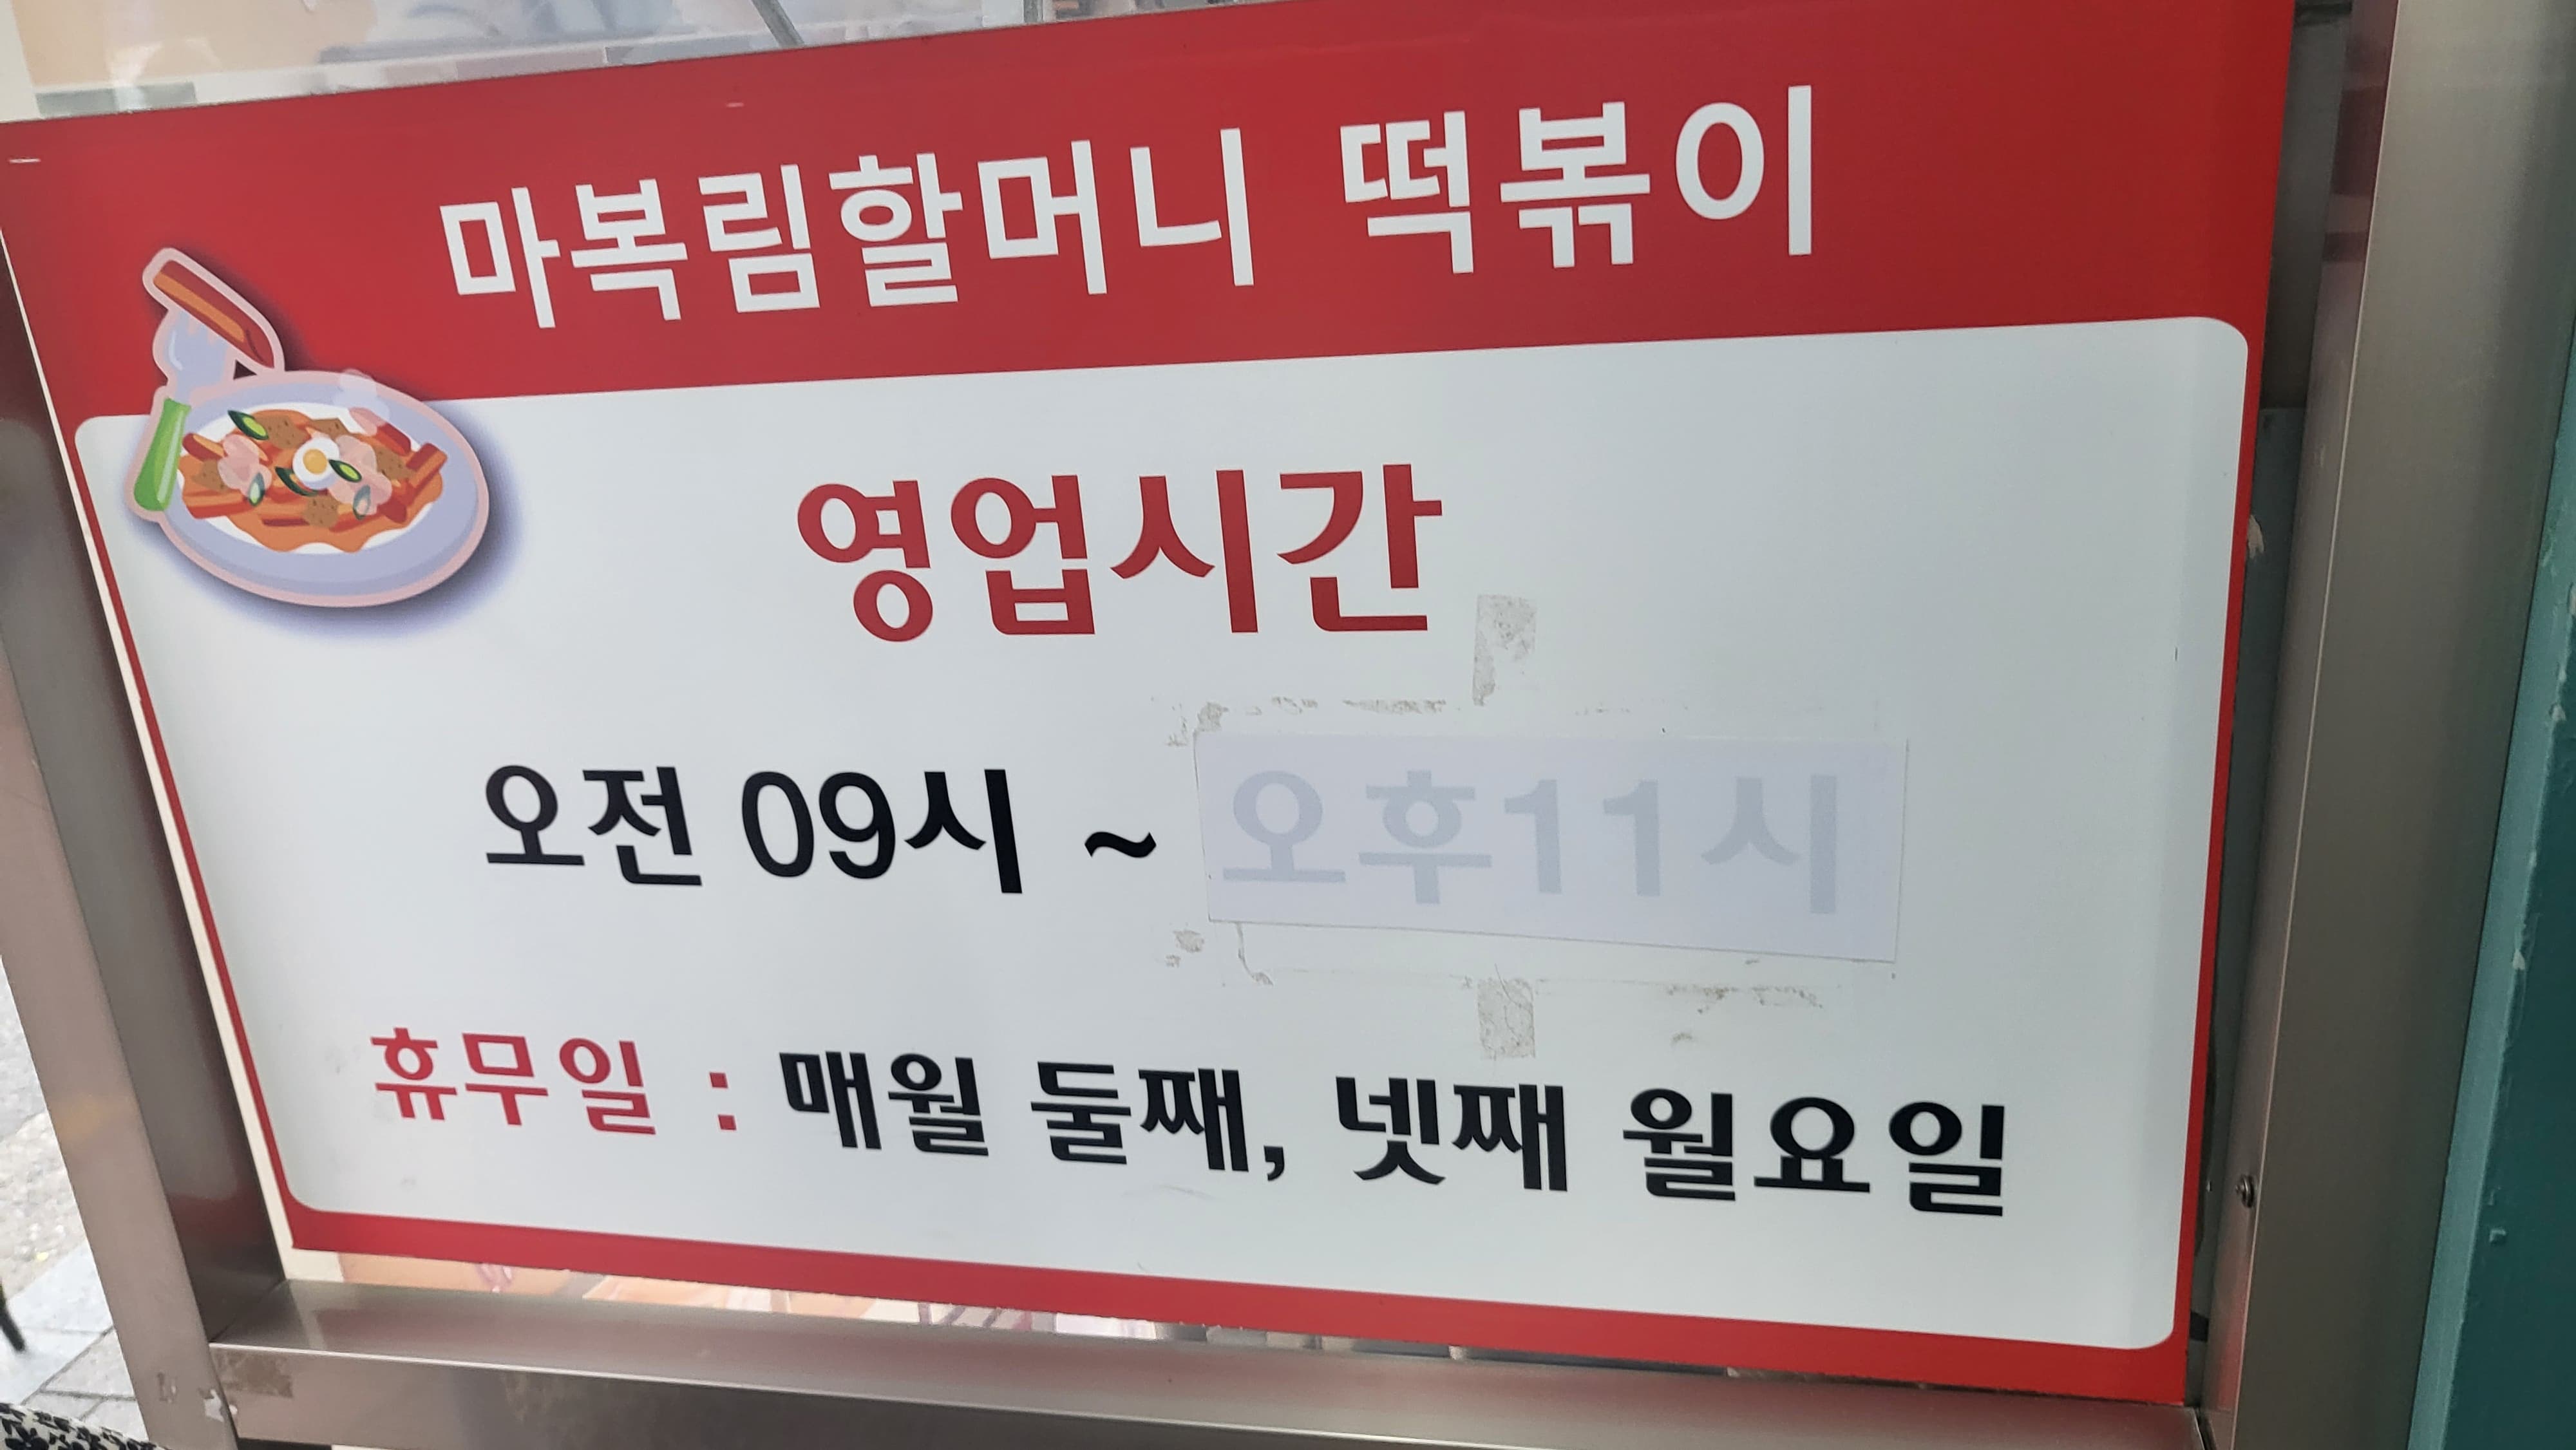 마복림할머니 떡볶이
영업시간
오전 09시 ~ 오후11시
휴무일 : 매월 둘째, 넷째 월요일